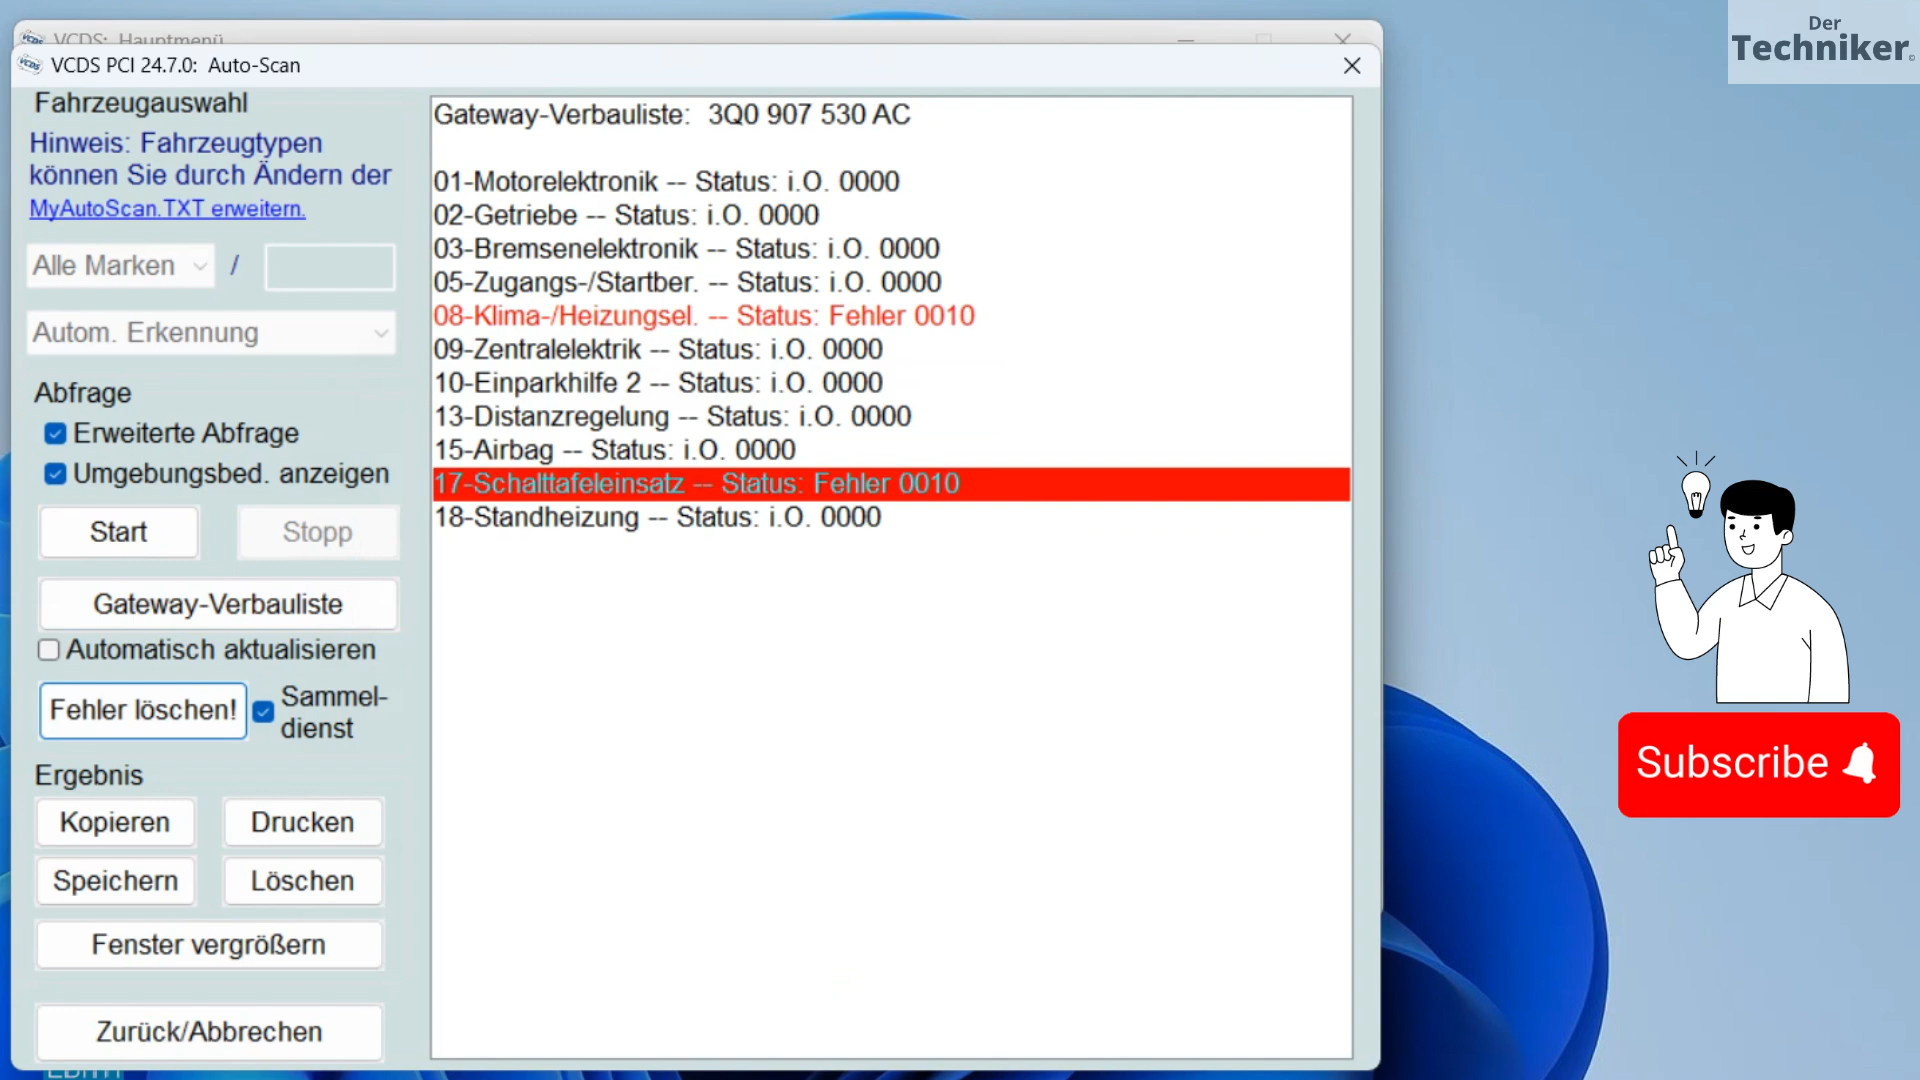 Der
Techniker.
VCDS: Hauptmenü
VCDS PCI 24.7.0: Auto-Scan
Fahrzeugauswahl
Hinweis: Fahrzeugtypen
können Sie durch Ändern der
MyAutoScan.TXT erweitern.
Alle Marken /
Autom. Erkennung
Abfrage
Erweiterte Abfrage
Umgebungsbed. anzeigen
Start Stopp
Gateway-Verbauliste
Automatisch aktualisieren
Fehler löschen! Sammel-
dienst
Ergebnis
Kopieren Drucken
Speichern Löschen
Fenster vergrößern
Zurück/Abbrechen
Gateway-Verbauliste: 3Q0 907 530 AC
01-Motorelektronik -- Status: i.O. 0000
02-Getriebe -- Status: i.O. 0000
03-Bremsenelektronik -- Status: i.O. 0000
05-Zugangs-/Startber. -- Status: i.O. 0000
08-Klima-/Heizungsel. -- Status: Fehler 0010
09-Zentralelektrik -- Status: i.O. 0000
10-Einparkhilfe 2 -- Status: i.O. 0000
13-Distanzregelung -- Status: i.O. 0000
15-Airbag -- Status: i.O. 0000
17-Schalttafeleinsatz -- Status: Fehler 0010
18-Standheizung -- Status: i.O. 0000
Subscribe